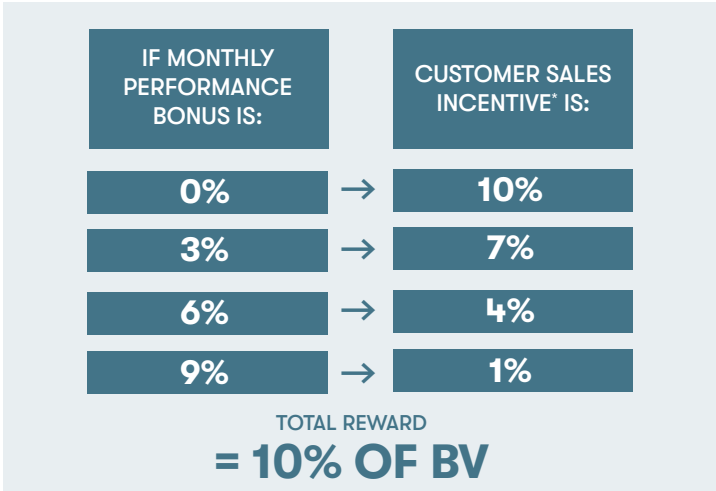 IF MONTHLY
PERFORMANCE
BONUS IS:
CUSTOMER SALES
INCENTIVE* IS:
0% → 10%
3% → 7%
6% → 4%
9% → 1%
TOTAL REWARD
= 10% OF BV